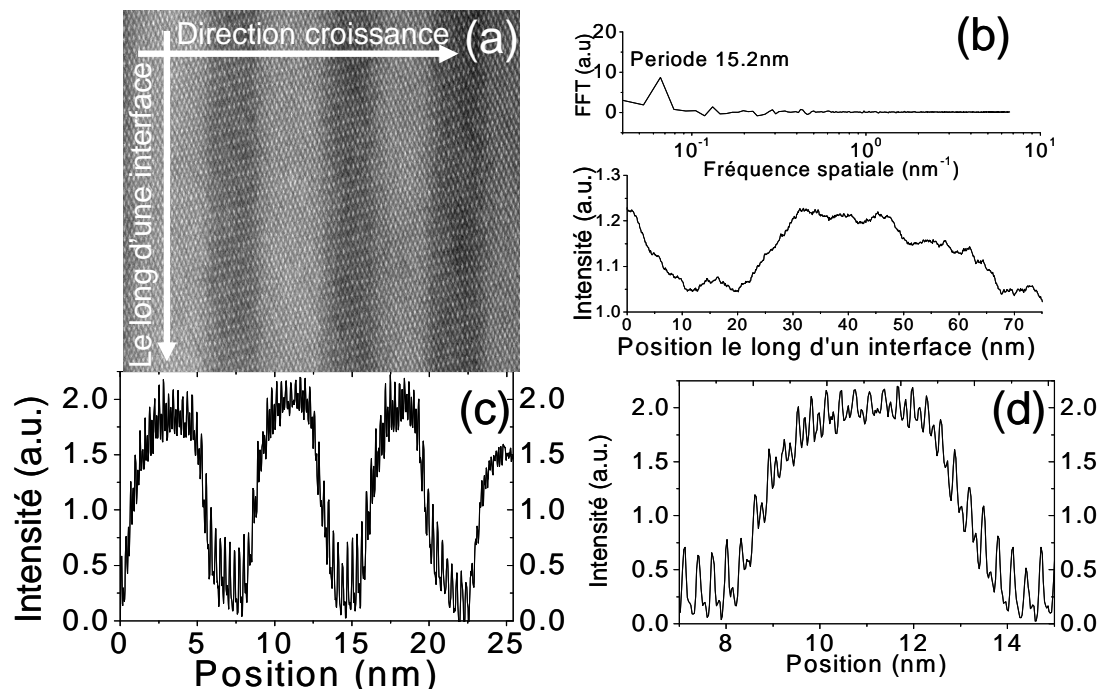 (a)
Direction croissance
Le long d'une interface
(b)
FFT (a.u)
20
10
0
Periode 15.2nm
10-1
100
101
Fréquence spatiale (nm-1)
Intensité (a.u.)
1.3
1.2
1.1
1.0
0 10 20 30 40 50 60 70
Position le long d'un interface (nm)
(c)
Intensité (a.u.)
2.0 2.0
1.5 1.5
1.0 1.0
0.5 0.5
0.0 0.0
0 5 10 15 20 25
Position (nm)
(d)
Intensité (a.u.)
2.0 2.0
1.5 1.5
1.0 1.0
0.5 0.5
0.0 0.0
8 10 12 14
Position (nm)